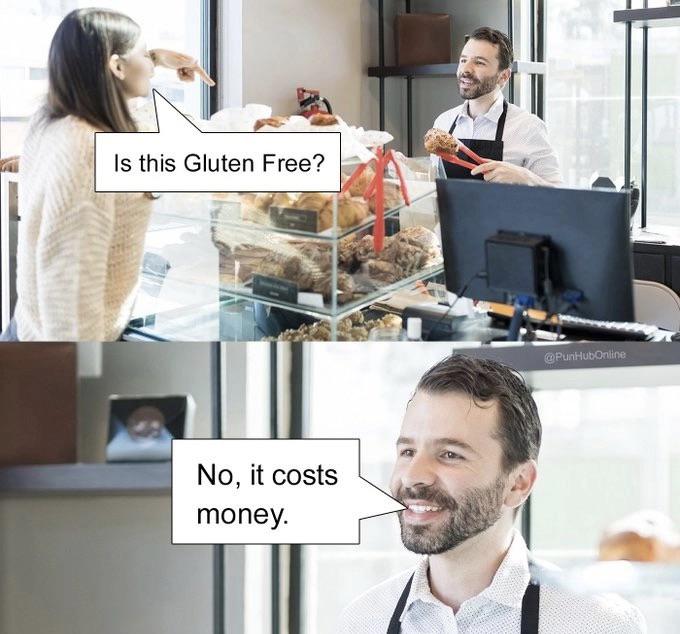 Is this Gluten Free?
@PunHubOnline
No, it costs
money.